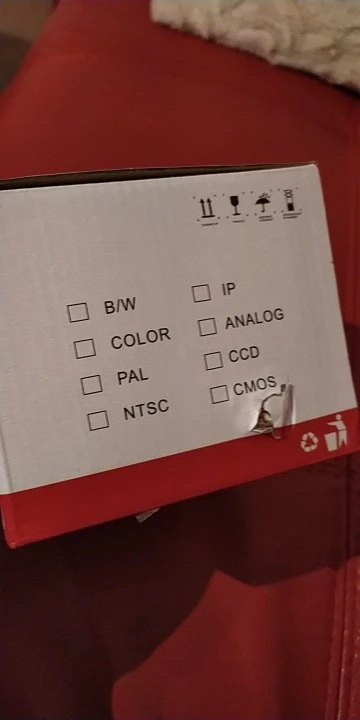 B/W
COLOR
PAL
NTSC
IP
ANALOG
CCD
CMOS